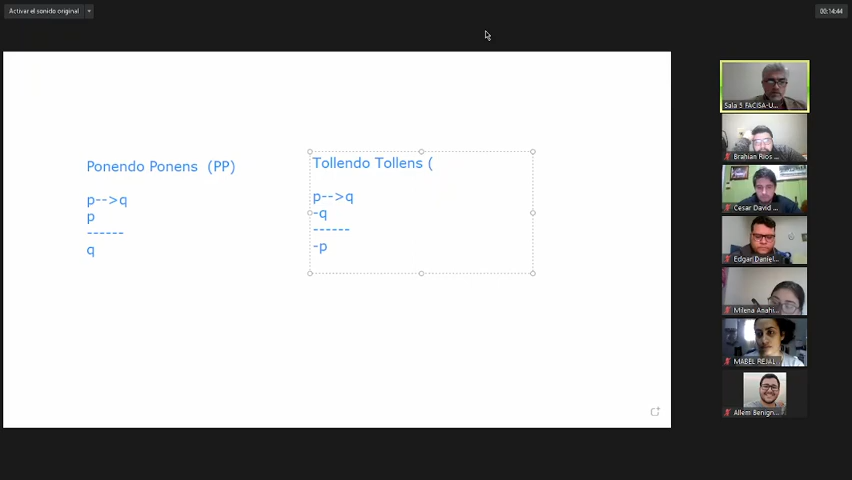 Activar el sonido original
00:14:44
Ponendo Ponens (PP)
p-->q
p
------
q
Tollendo Tollens (
p-->q
-q
------
-p
Sala 5 FACISA-U...
Brahian Rios ...
Cesar David ...
Edgar Daniel...
Milena Anahi...
MABEL REJAL...
Allem Benign...